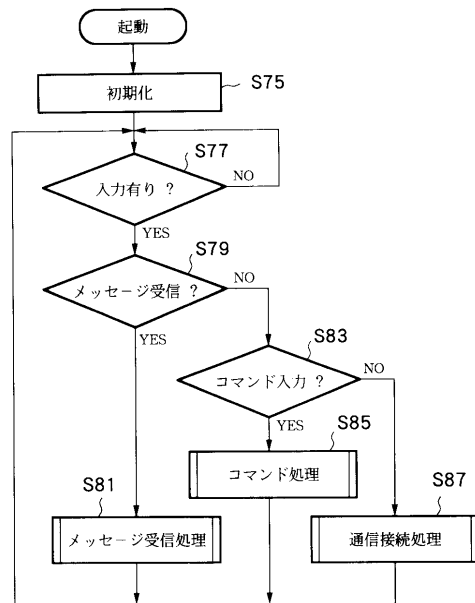 起動
初期化
S75
S77
入力有り ?
NO
YES
S79
メッセージ受信 ?
NO
YES
S83
コマンド入力 ?
NO
YES
S85
コマンド処理
S81
メッセージ受信処理
S87
通信接続処理